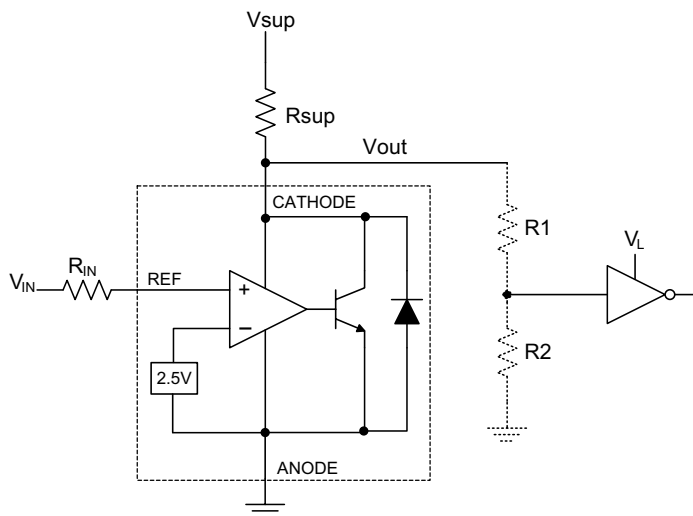 Vsup
Rsup
Vout
CATHODE
R1
RIN
VL
VIN
REF
+
−
R2
2.5V
ANODE